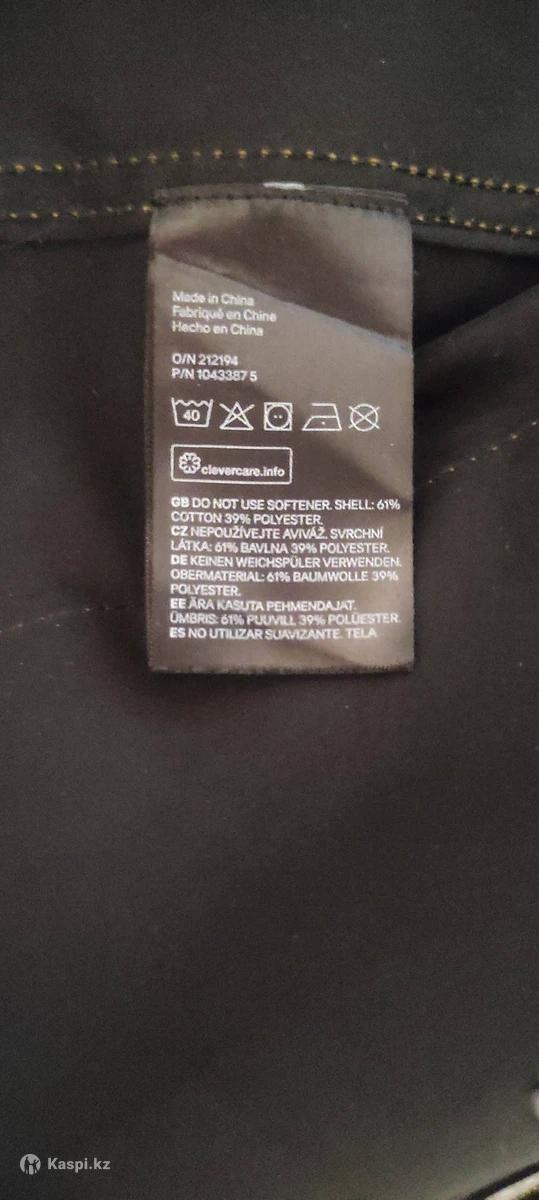 Made in China
Fabriqué en Chine
Hecho en China
O/N 212194
P/N 1043387 5
40
clevercare.info
GB DO NOT USE SOFTENER. SHELL: 61%
COTTON 39% POLYESTER.
CZ NEPOUŽÍVEJTE AVIVÁŽ. SVRCHNÍ
LÁTKA: 61% BAVLNA 39% POLYESTER.
DE KEINEN WEICHSPÜLER VERWENDEN.
OBERMATERIAL: 61% BAUMWOLLE 39%
POLYESTER.
EE ÄRA KASUTA PEHMENDAJAT.
ÜMBRIS: 61% PUUVILL 39% POLÜESTER.
ES NO UTILIZAR SUAVIZANTE. TELA
Kaspi.kz